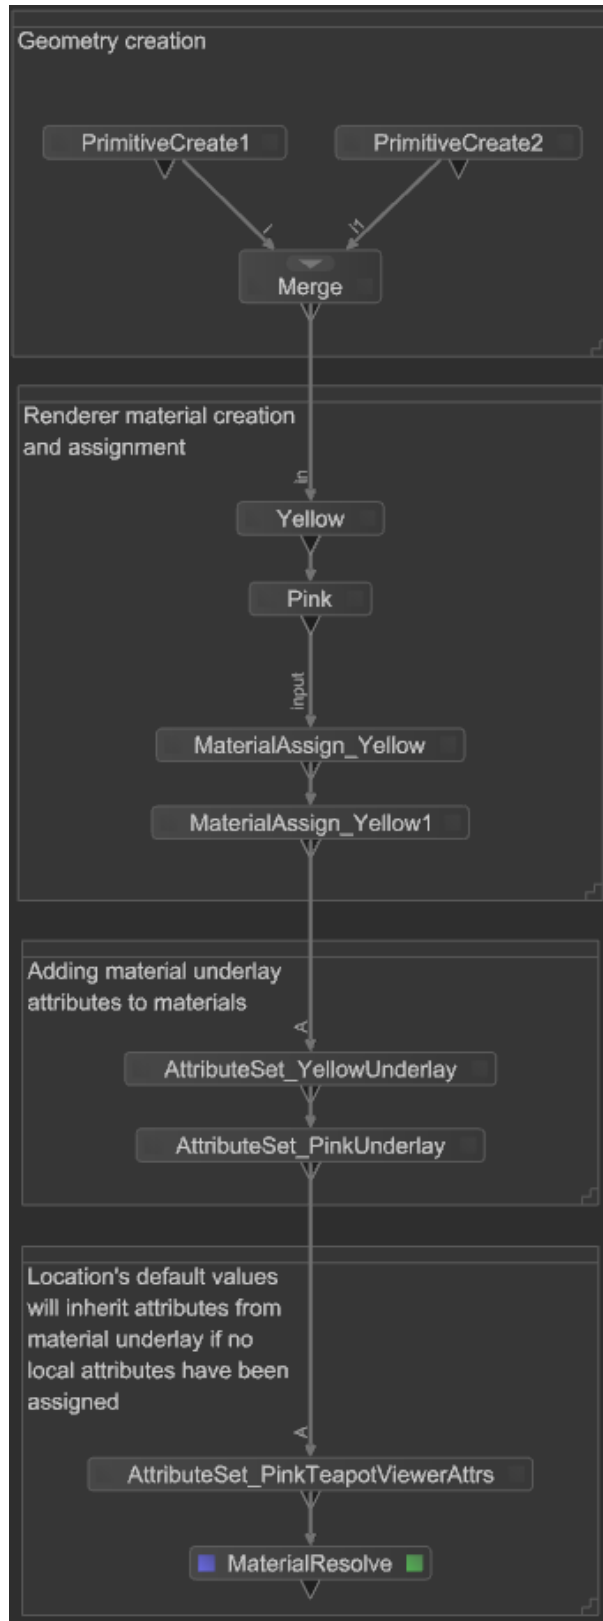 Geometry creation
PrimitiveCreate1
PrimitiveCreate2
i1
Merge
Renderer material creation
and assignment
in
Yellow
Pink
input
MaterialAssign_Yellow
MaterialAssign_Yellow1
Adding material underlay
attributes to materials
A
AttributeSet_YellowUnderlay
AttributeSet_PinkUnderlay
Location's default values
will inherit attributes from
material underlay if no
local attributes have been
assigned
A
AttributeSet_PinkTeapotViewerAttrs
MaterialResolve